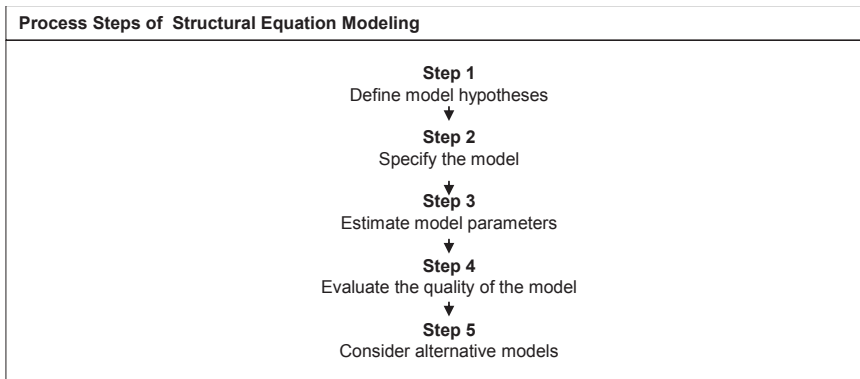 Process Steps of Structural Equation Modeling
Step 1
Define model hypotheses
Step 2
Specify the model
Step 3
Estimate model parameters
Step 4
Evaluate the quality of the model
Step 5
Consider alternative models